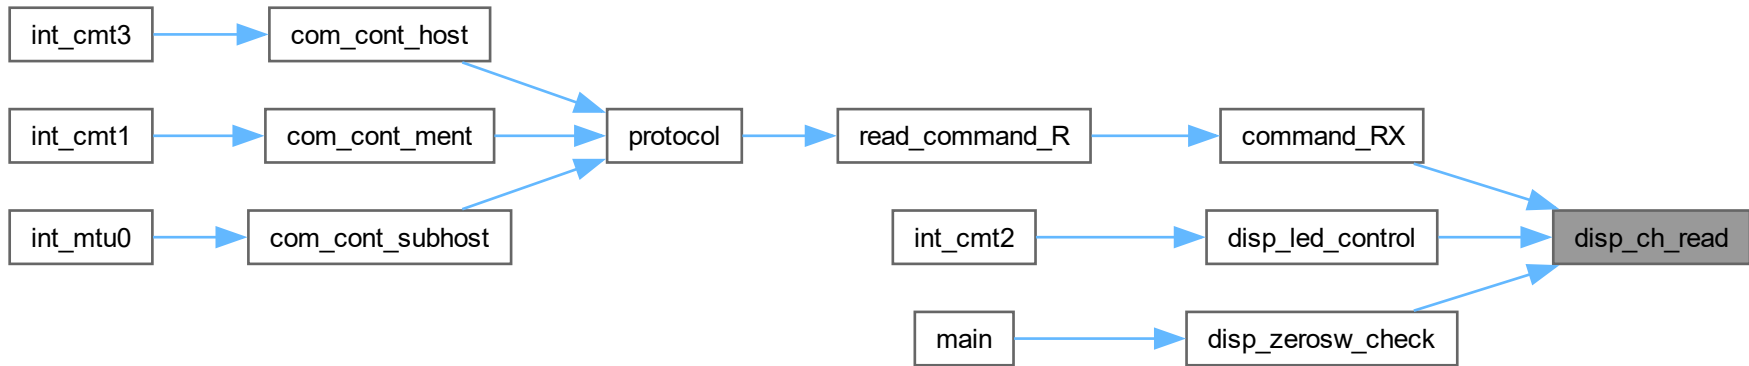 int_cmt3
com_cont_host
int_cmt1
com_cont_ment
protocol
read_command_R
command_RX
int_mtu0
com_cont_subhost
int_cmt2
disp_led_control
disp_ch_read
main
disp_zerosw_check